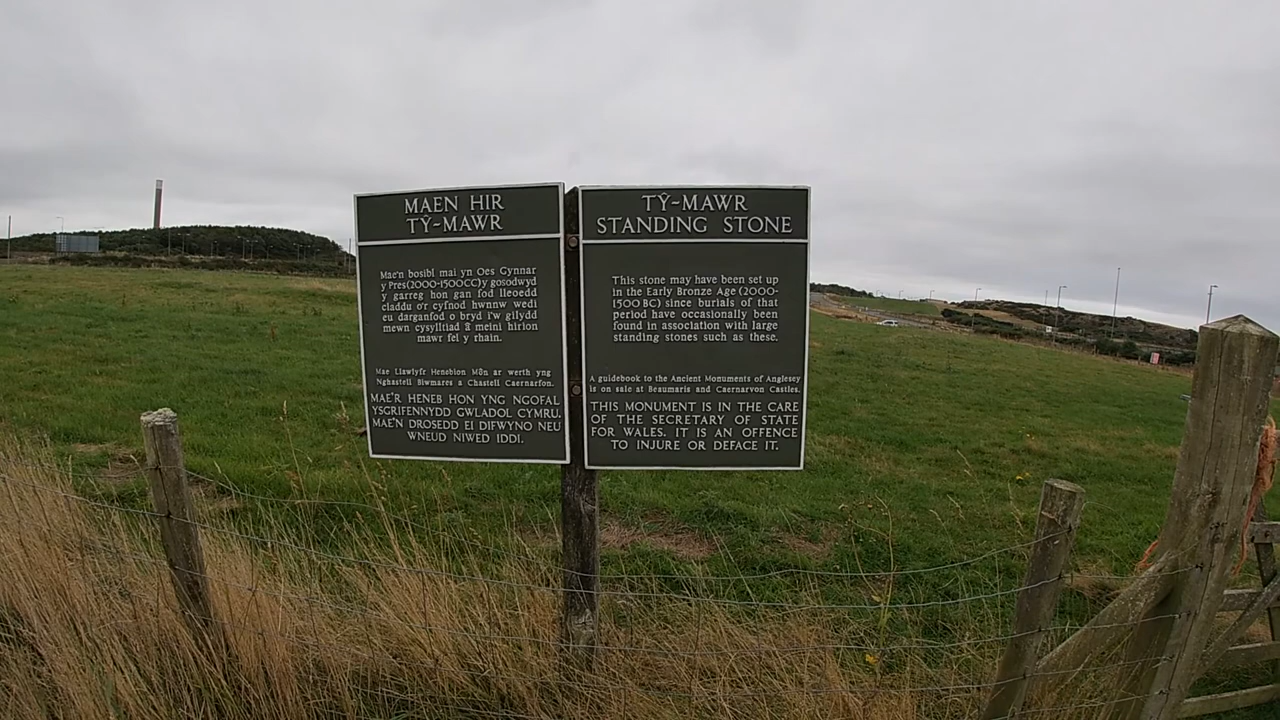 MAEN HIR
TŶ-MAWR
Mae'n bosibl mai yn Oes Gynnar
y Pres (2000-1500CC) y gosodwyd
y garreg hon gan fod lleoedd
claddu o'r cyfnod hwnnw wedi
eu darganfod o bryd i'w gilydd
mewn cysylltiad â meini hirion
mawr fel y rhain.
Mae Llawlyfr Henebion Môn ar werth yng
Nghastell Biwmares a Chastell Caernarfon.
MAE'R HENEB HON YNG NGOFAL
YSGRIFENNYDD GWLADOL CYMRU.
MAE'N DROSEDD EI DIFWYNO NEU
WNEUD NIWED IDDI.
TŶ-MAWR
STANDING STONE
This stone may have been set up
in the Early Bronze Age (2000-
1500 BC) since burials of that
period have occasionally been
found in association with large
standing stones such as these.
A guidebook to the Ancient Monuments of Anglesey
is on sale at Beaumaris and Caernarvon Castles.
THIS MONUMENT IS IN THE CARE
OF THE SECRETARY OF STATE
FOR WALES. IT IS AN OFFENCE
TO INJURE OR DEFACE IT.